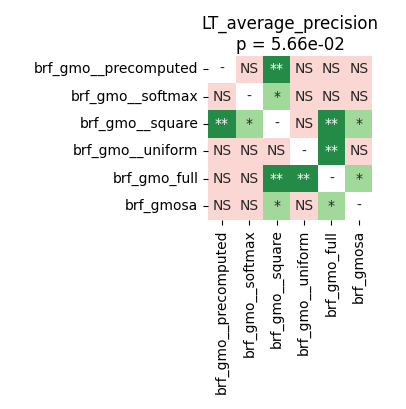 LT_average_precision
p = 5.66e-02
brf_gmo__precomputed - NS ** NS NS NS
brf_gmo__softmax NS - * NS NS NS
brf_gmo__square ** * - NS ** *
brf_gmo__uniform NS NS NS - ** NS
brf_gmo_full NS NS ** ** - *
brf_gmosa NS NS * NS * -
brf_gmo__precomputed
brf_gmo__softmax
brf_gmo__square
brf_gmo__uniform
brf_gmo_full
brf_gmosa